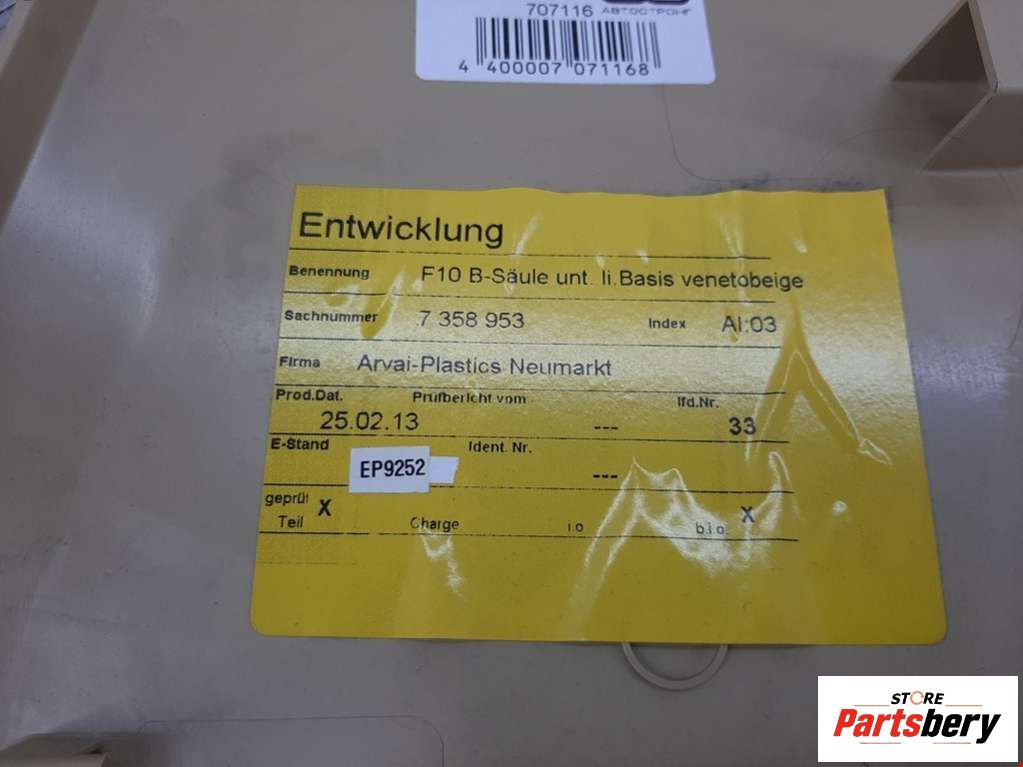 707116 АВТОСТРОНГ
4 400007 071168
Entwicklung
Benennung F10 B-Säule unt. li.Basis venetobeige
Sachnummer 7 358 953 Index AI:03
Firma Arvai-Plastics Neumarkt
Prod.Dat. Prüfbericht vom lfd.Nr.
25.02.13 --- 33
E-Stand Ident. Nr.
EP9252 ---
geprüf X
Teil Charge i.o b.i.o. X
STORE
Partsbery